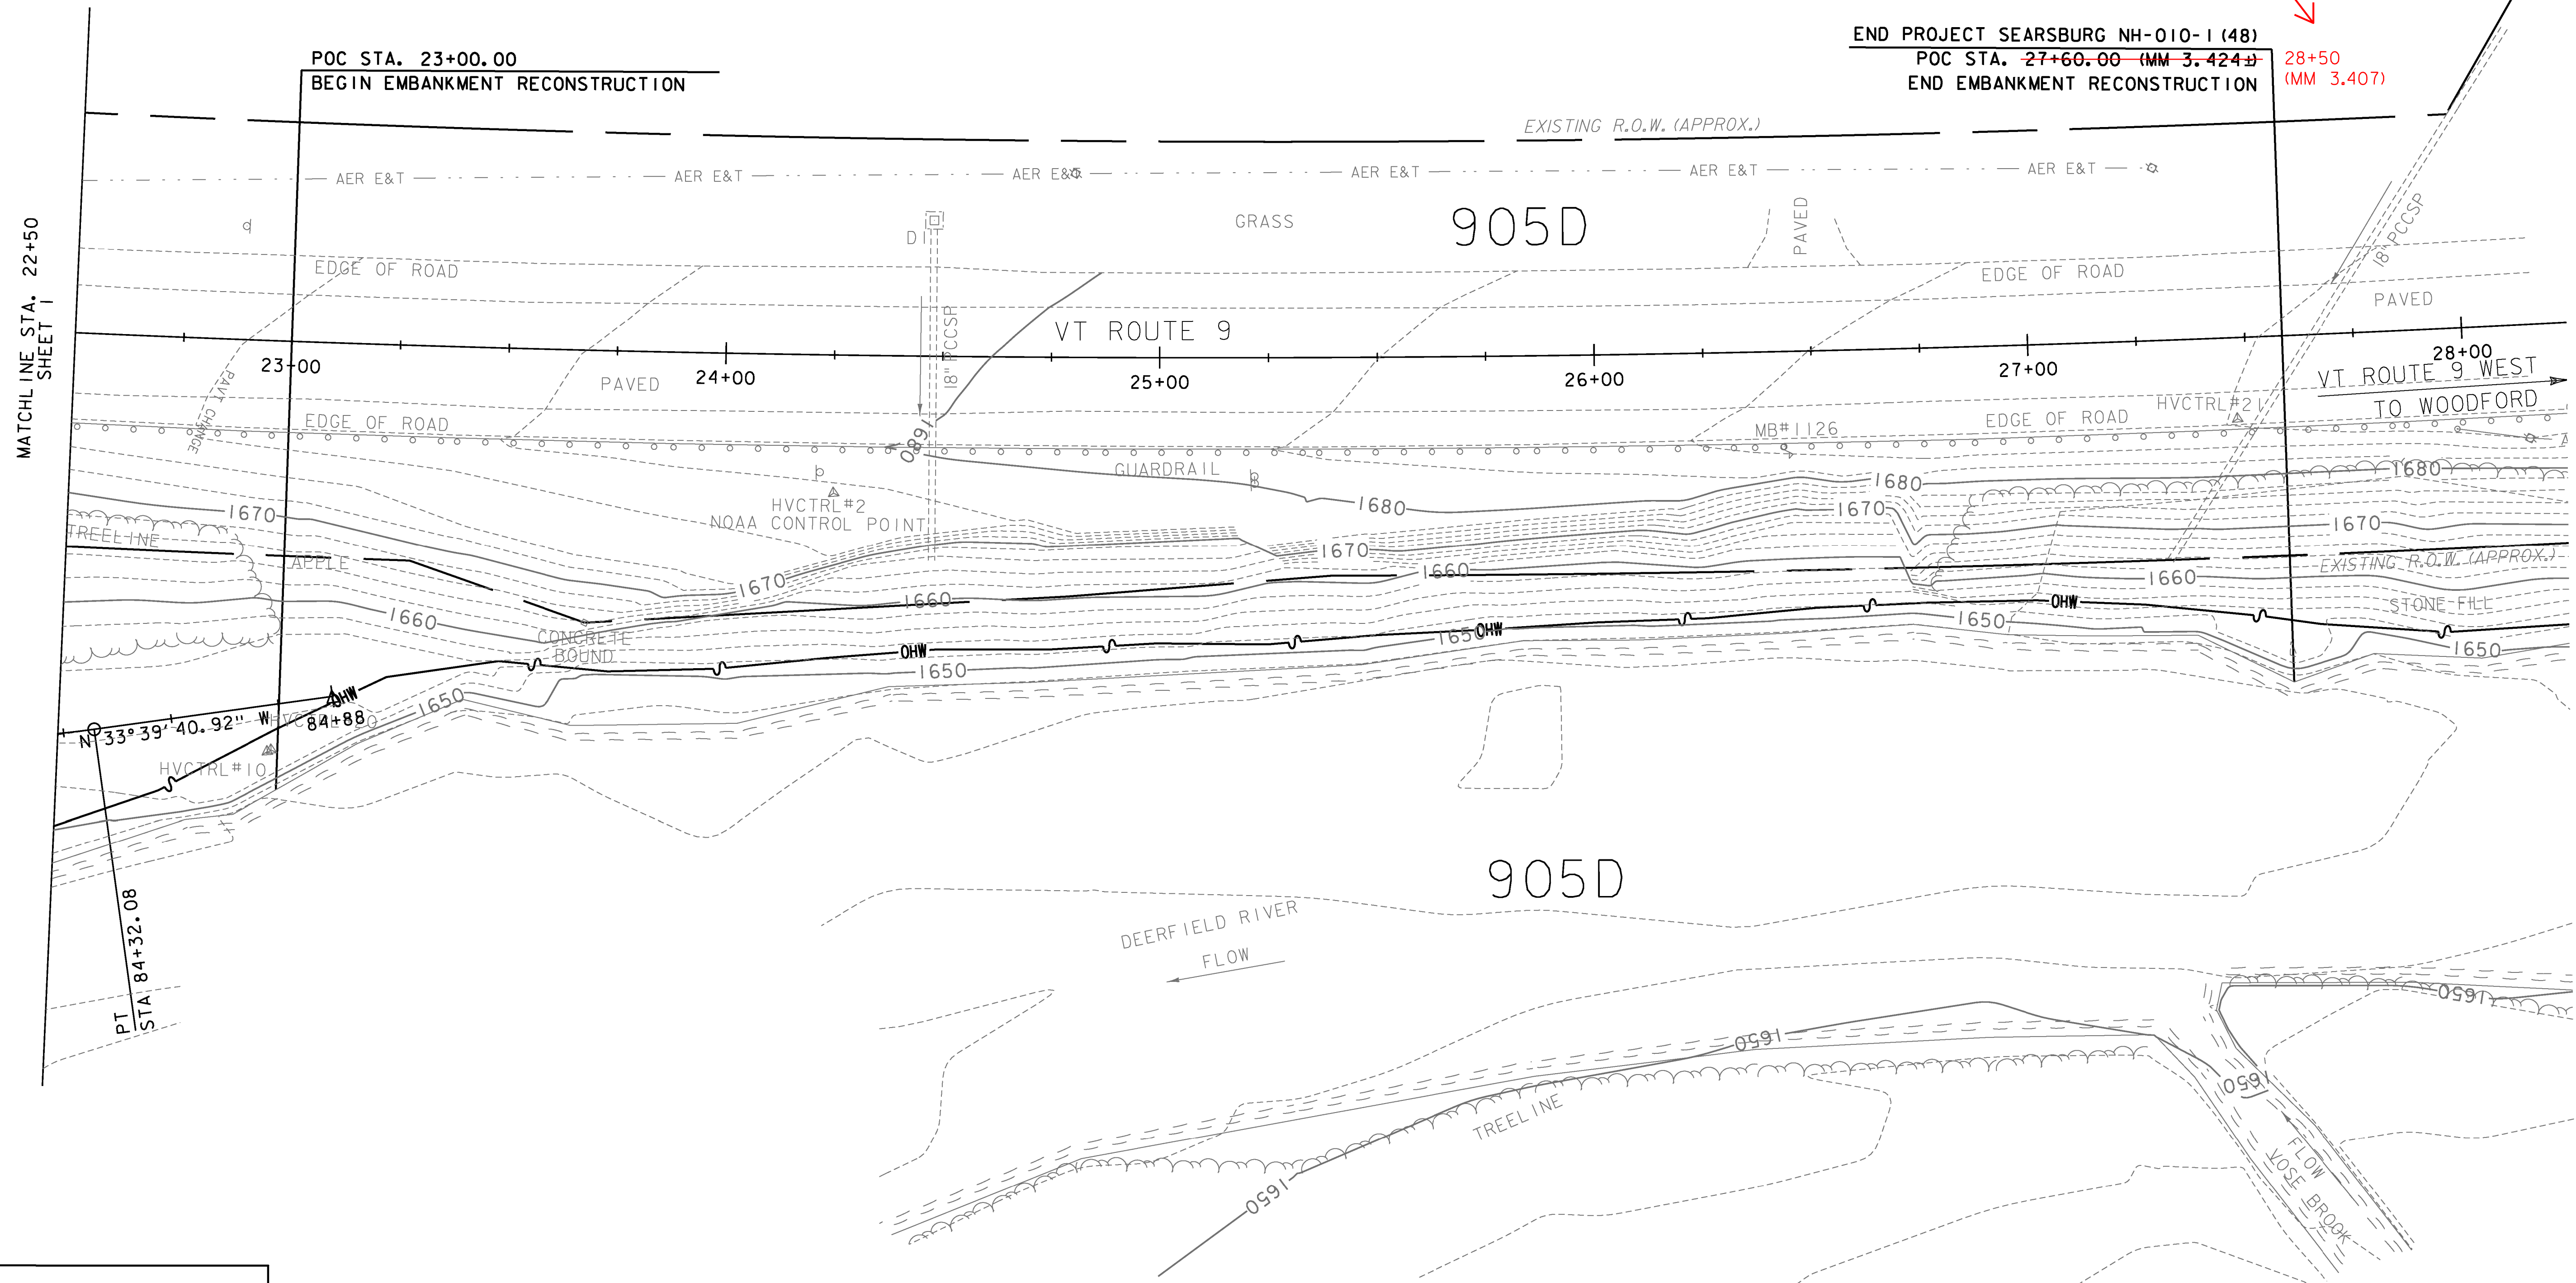 END PROJECT SEARSBURG NH-010-1(48)
POC STA. 27+60.00 (MM 3.424±)
END EMBANKMENT RECONSTRUCTION
28+50
(MM 3.407)
POC STA. 23+00.00
BEGIN EMBANKMENT RECONSTRUCTION
EXISTING R.O.W. (APPROX.)
AER E&T
AER E&T
AER E&T
AER E&T
AER E&T
AER E&T
MATCHLINE STA. 22+50
SHEET 1
DI
GRASS
905D
PAVED
18" PCCSP
EDGE OF ROAD
EDGE OF ROAD
PAVED
18" PCCSP
VT ROUTE 9
23+00
24+00
25+00
26+00
27+00
28+00
PAVED
PAVT CHANGE
VT ROUTE 9 WEST
TO WOODFORD
EDGE OF ROAD
EDGE OF ROAD
HVCTRL#21
MB#1126
1680
GUARDRAIL
1680
1680
1680
HVCTRL#2
NOAA CONTROL POINT
1670
1670
1670
1670
1670
TREELINE
APPLE
EXISTING R.O.W. (APPROX.)
1660
1660
1660
1660
STONE FILL
CONCRETE
BOUND
OHW
OHW
OHW
OHW
1650
1650
1650
1650
1650
N 33°39'40.92" W
84+88
HVCTRL#10
PT
STA 84+32.08
905D
DEERFIELD RIVER
FLOW
1650
1650
1650
1650
TREELINE
FLOW
VOSE BROOK